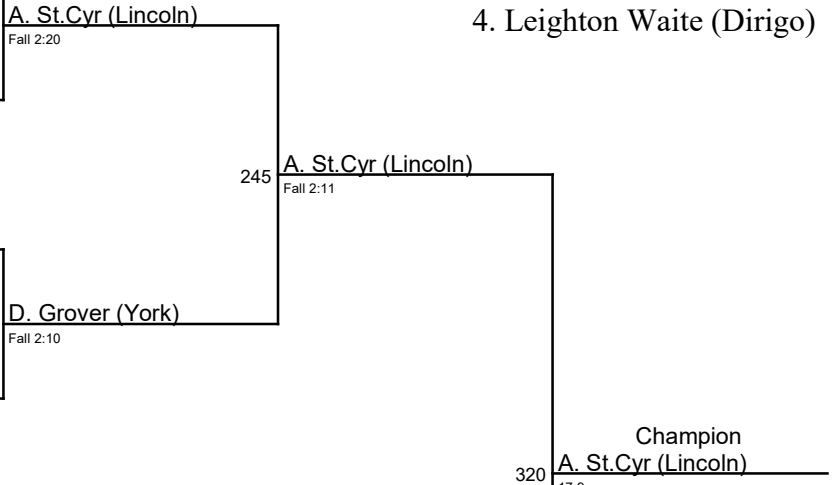 A. St.Cyr (Lincoln)
Fall 2:20
4. Leighton Waite (Dirigo)
245
A. St.Cyr (Lincoln)
Fall 2:11
D. Grover (York)
Fall 2:10
Champion
320
A. St.Cyr (Lincoln)